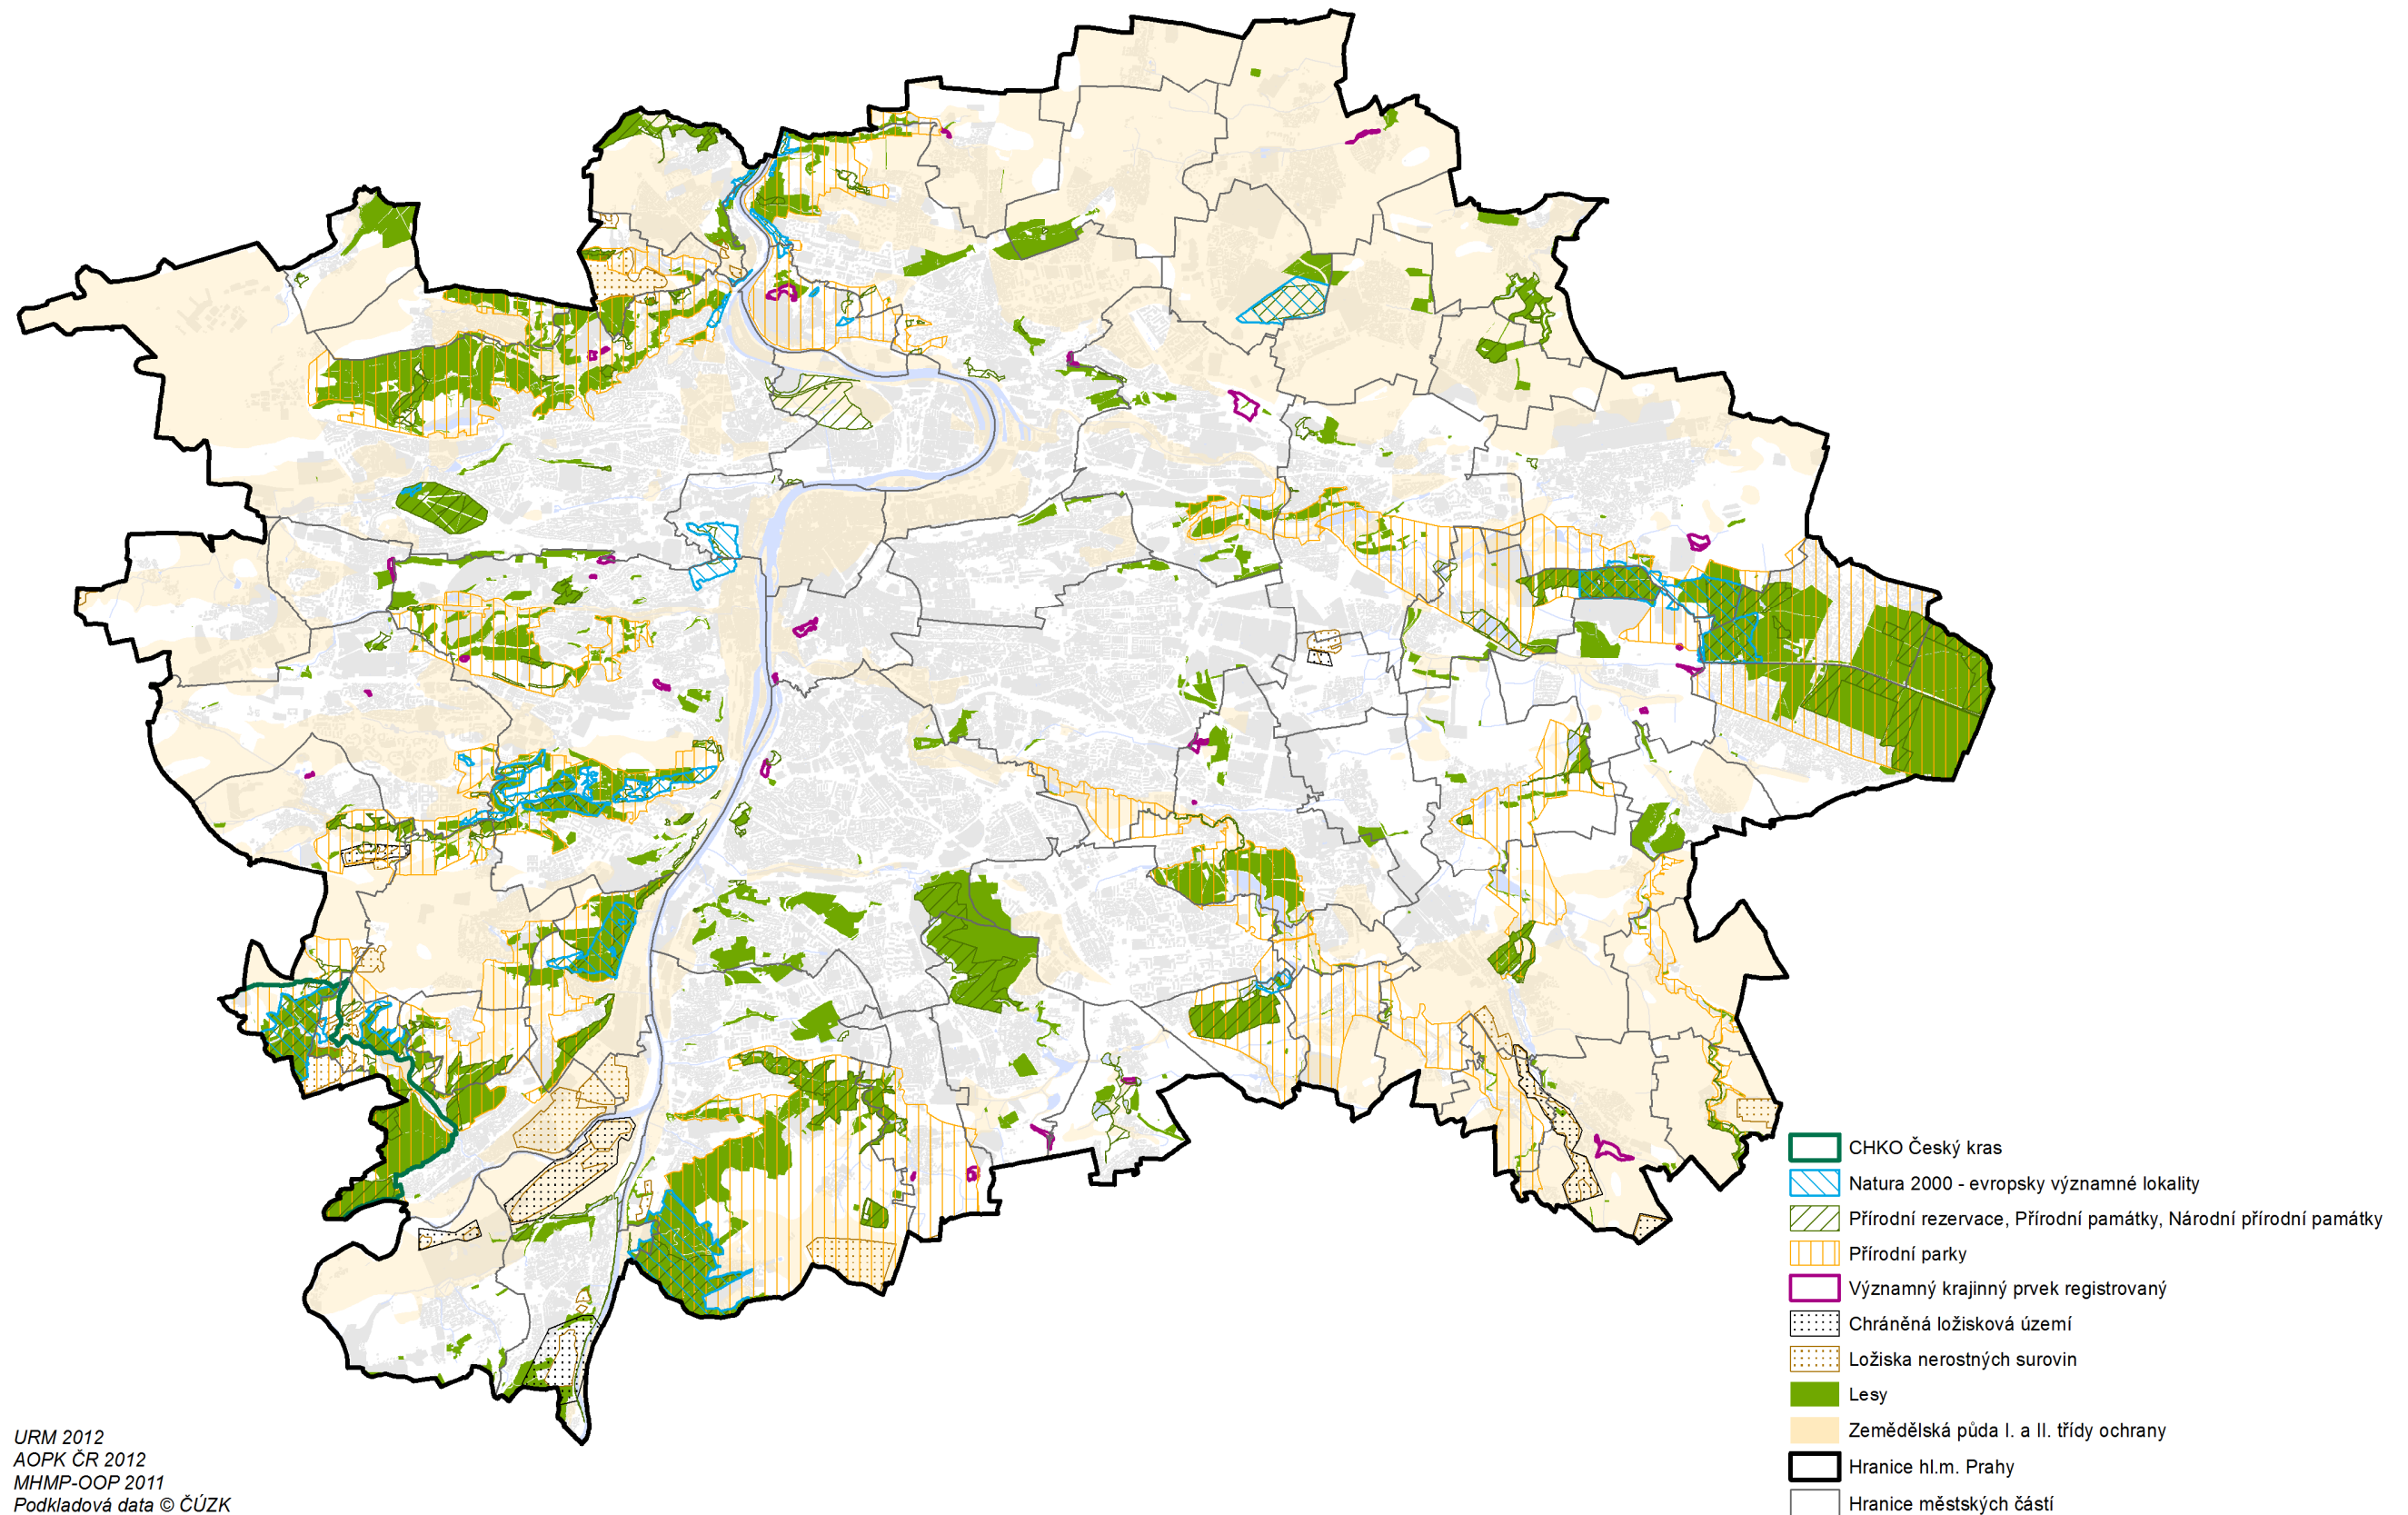 CHKO Český kras
Natura 2000 - evropsky významné lokality
Přírodní rezervace, Přírodní památky, Národní přírodní památky
Přírodní parky
Významný krajinný prvek registrovaný
Chráněná ložisková území
Ložiska nerostných surovin
Lesy
Zemědělská půda I. a II. třídy ochrany
Hranice hl.m. Prahy
Hranice městských částí
URM 2012
AOPK ČR 2012
MHMP-OOP 2011
Podkladová data © ČÚZK